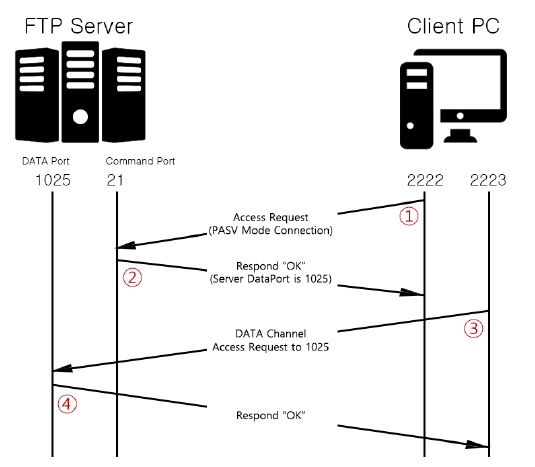 FTP Server
Client PC
DATA Port
Command Port
1025
21
2222
2223
①
Access Request
(PASV Mode Connection)
②
Respond "OK"
(Server DataPort is 1025)
③
DATA Channel
Access Request to 1025
④
Respond "OK"